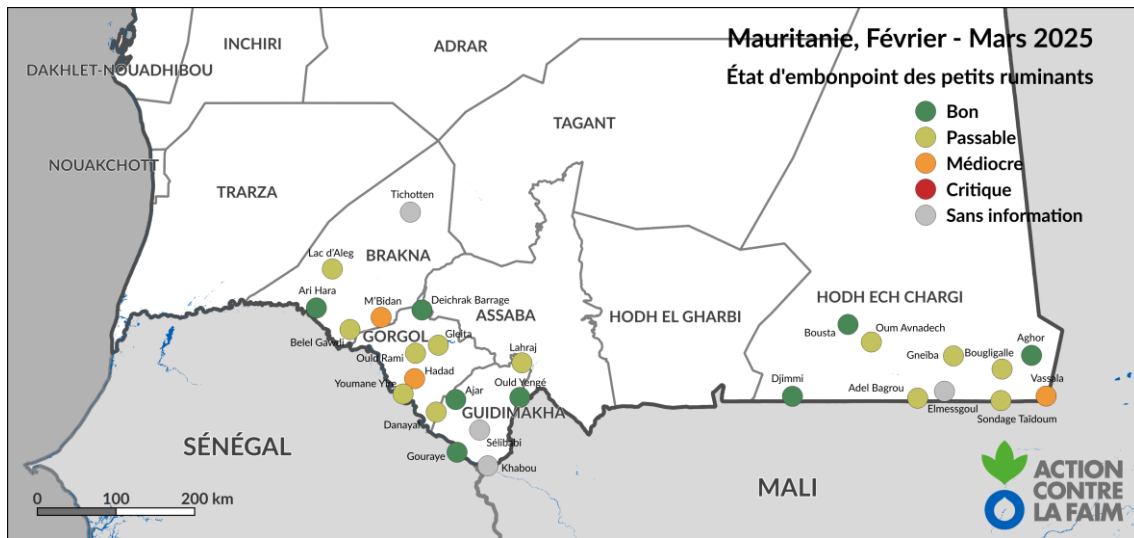 Mauritanie, Février - Mars 2025
État d'embonpoint des petits ruminants
Bon
Passable
Médiocre
Critique
Sans information
INCHIRI
ADRAR
DAKHLET-NOUADHIBOU
TAGANT
NOUAKCHOTT
TRARZA
Tichotten
BRAKNA
Lac d'Aleg
Ari Hara
M'Bidan
Deichrak Barrage
ASSABA
HODH EL GHARBI
HODH ECH CHARGI
Belel Gawdi
GORGOL
Gleita
Ould Rami
Lahraj
Hadad
Youmane Yire
Ajar
Ould Yengé
GUIDIMAKHA
Danayal
Sélibabi
Gouraye
Khabou
Bousta
Oum Avnadech
Gneiba
Bougligalle
Aghor
Djimmi
Adel Bagrou
Elmessgoul
Vassala
Sondage Taïdoum
SÉNÉGAL
MALI
0 100 200 km
ACTION
CONTRE
LA FAIM